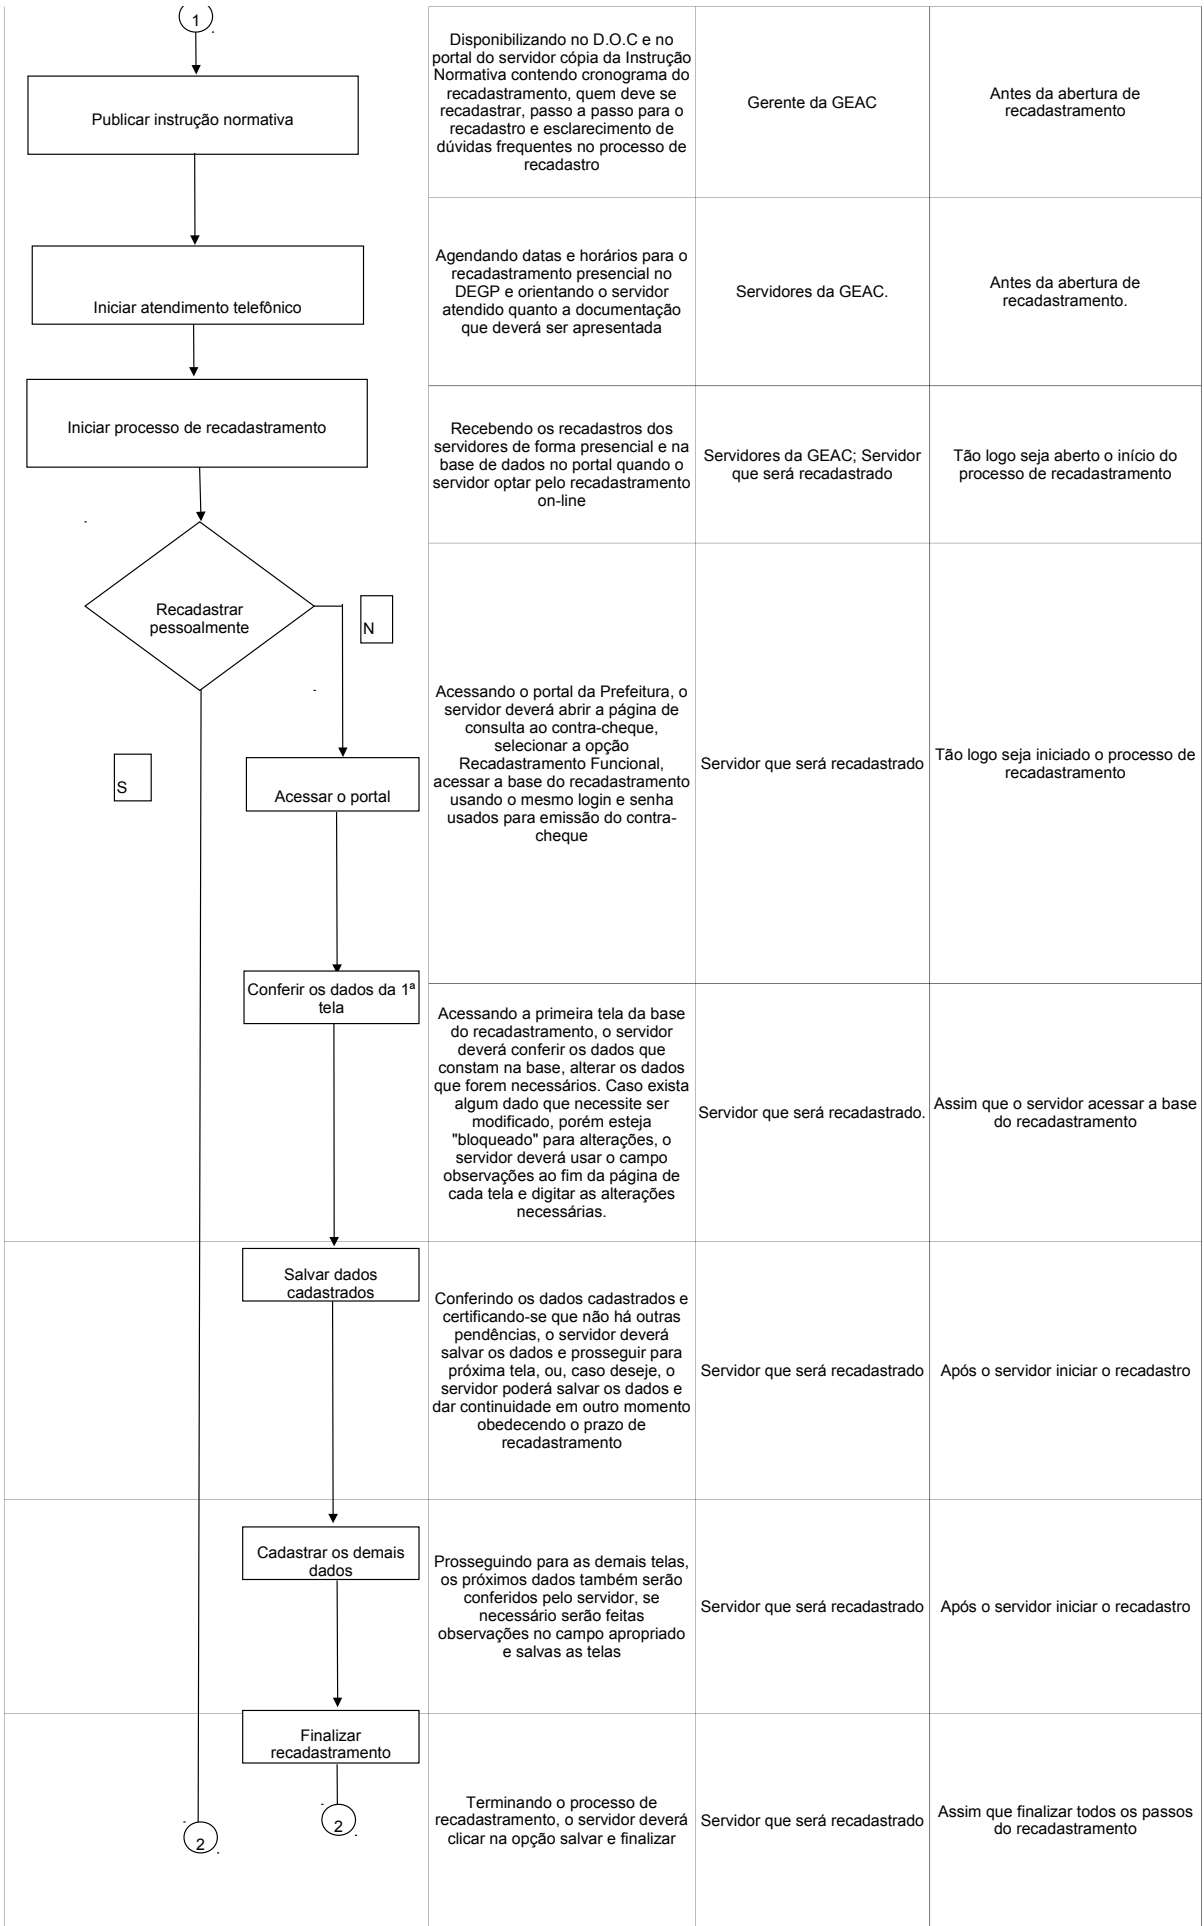 1
Publicar instrução normativa
Disponibilizando no D.O.C e no
portal do servidor cópia da Instrução
Normativa contendo cronograma do
recadastramento, quem deve se
recadastrar, passo a passo para o
recadastro e esclarecimento de
dúvidas frequentes no processo de
recadastro
Gerente da GEAC
Antes da abertura de
recadastramento
Iniciar atendimento telefônico
Agendando datas e horários para o
recadastramento presencial no
DEGP e orientando o servidor
atendido quanto a documentação
que deverá ser apresentada
Servidores da GEAC.
Antes da abertura de
recadastramento.
Iniciar processo de recadastramento
Recebendo os recadastros dos
servidores de forma presencial e na
base de dados no portal quando o
servidor optar pelo recadastramento
on-line
Servidores da GEAC; Servidor
que será recadastrado
Tão logo seja aberto o início do
processo de recadastramento
Recadastrar
pessoalmente
N
S
Acessar o portal
Acessando o portal da Prefeitura, o
servidor deverá abrir a página de
consulta ao contra-cheque,
selecionar a opção
Recadastramento Funcional,
acessar a base do recadastramento
usando o mesmo login e senha
usados para emissão do contra-
cheque
Servidor que será recadastrado
Tão logo seja iniciado o processo de
recadastramento
Conferir os dados da 1ª
tela
Acessando a primeira tela da base
do recadastramento, o servidor
deverá conferir os dados que
constam na base, alterar os dados
que forem necessários. Caso exista
algum dado que necessite ser
modificado, porém esteja
"bloqueado" para alterações, o
servidor deverá usar o campo
observações ao fim da página de
cada tela e digitar as alterações
necessárias.
Servidor que será recadastrado.
Assim que o servidor acessar a base
do recadastramento
Salvar dados
cadastrados
Conferindo os dados cadastrados e
certificando-se que não há outras
pendências, o servidor deverá
salvar os dados e prosseguir para
próxima tela, ou, caso deseje, o
servidor poderá salvar os dados e
dar continuidade em outro momento
obedecendo o prazo de
recadastramento
Servidor que será recadastrado
Após o servidor iniciar o recadastro
Cadastrar os demais
dados
Prosseguindo para as demais telas,
os próximos dados também serão
conferidos pelo servidor, se
necessário serão feitas
observações no campo apropriado
e salvas as telas
Servidor que será recadastrado
Após o servidor iniciar o recadastro
Finalizar
recadastramento
Terminando o processo de
recadastramento, o servidor deverá
clicar na opção salvar e finalizar
Servidor que será recadastrado
Assim que finalizar todos os passos
do recadastramento
2
2